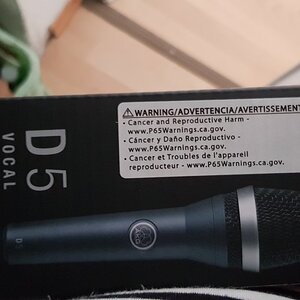 ⚠WARNING/ADVERTENCIA/AVERTISSEMENT
• Cancer and Reproductive Harm -
www.P65Warnings.ca.gov.
• Cáncer y Daño Reproductivo -
www.P65Warnings.ca.gov.
• Cancer et Troubles de l'appareil
reproducteur - www.P65Warnings.ca.gov.
D5
VOCAL
AKG